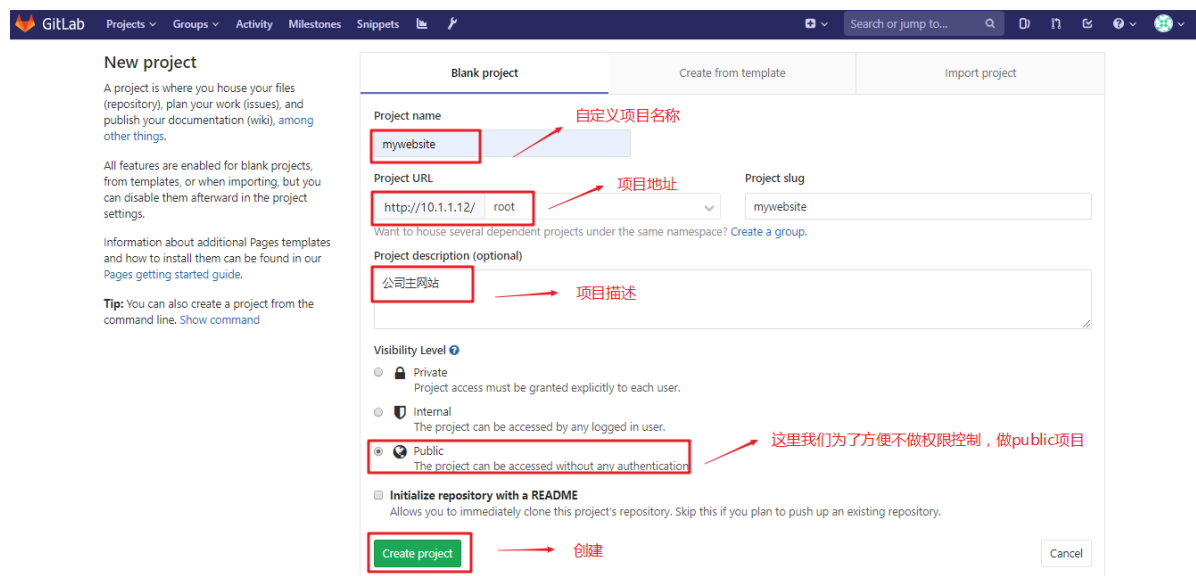 GitLab Projects Groups Activity Milestones Snippets Search or jump to...
New project
A project is where you house your files
(repository), plan your work (issues), and
publish your documentation (wiki), among
other things.
All features are enabled for blank projects,
from templates, or when importing, but you
can disable them afterward in the project
settings.
Information about additional Pages templates
and how to install them can be found in our
Pages getting started guide.
Tip: You can also create a project from the
command line. Show command
Blank project Create from template Import project
Project name
自定义项目名称
mywebsite
Project URL
项目地址
Project slug
http://10.1.1.12/ root
mywebsite
Want to house several dependent projects under the same namespace? Create a group.
Project description (optional)
公司主网站
项目描述
Visibility Level
Private
Project access must be granted explicitly to each user.
Internal
The project can be accessed by any logged in user.
这里我们为了方便不做权限控制，做public项目
Public
The project can be accessed without any authentication
Initialize repository with a README
Allows you to immediately clone this project's repository. Skip this if you plan to push up an existing repository.
Create project
创建
Cancel